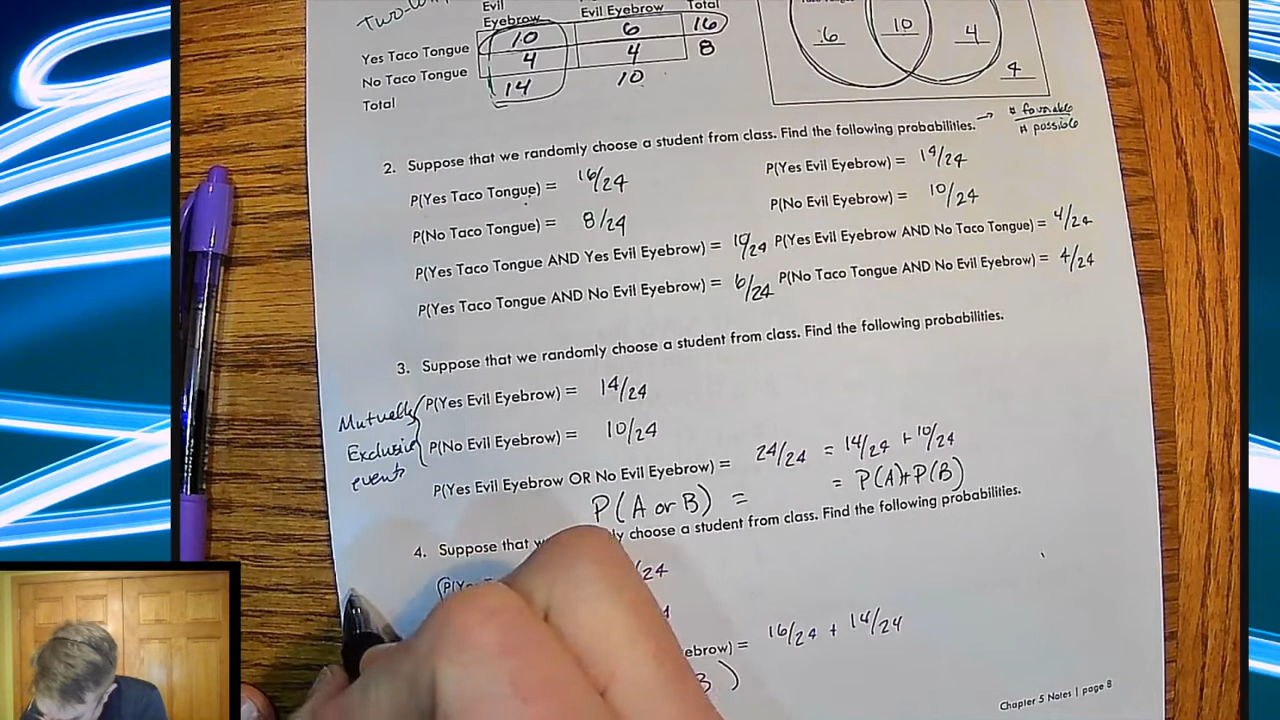 Evil
Eyebrow Evil Eyebrow Total
Yes Taco Tongue 10 6 16
No Taco Tongue 4 4 8
Total 14 10
6 10 4
4
2. Suppose that we randomly choose a student from class. Find the following probabilities. → # favorable
# possible
P(Yes Taco Tongue) = 16/24 P(Yes Evil Eyebrow) = 14/24
P(No Taco Tongue) = 8/24 P(No Evil Eyebrow) = 10/24
P(Yes Taco Tongue AND Yes Evil Eyebrow) = 10/24 P(Yes Evil Eyebrow AND No Taco Tongue) = 4/24
P(Yes Taco Tongue AND No Evil Eyebrow) = 6/24 P(No Taco Tongue AND No Evil Eyebrow) = 4/24
3. Suppose that we randomly choose a student from class. Find the following probabilities.
Mutually P(Yes Evil Eyebrow) = 14/24
Exclusive P(No Evil Eyebrow) = 10/24
events P(Yes Evil Eyebrow OR No Evil Eyebrow) = 24/24 = 14/24 + 10/24
P(A or B) = = P(A)+P(B)
4. Suppose that ly choose a student from class. Find the following probabilities.
/24
ebrow) = 16/24 + 14/24
B)
Chapter 5 Notes | page 8